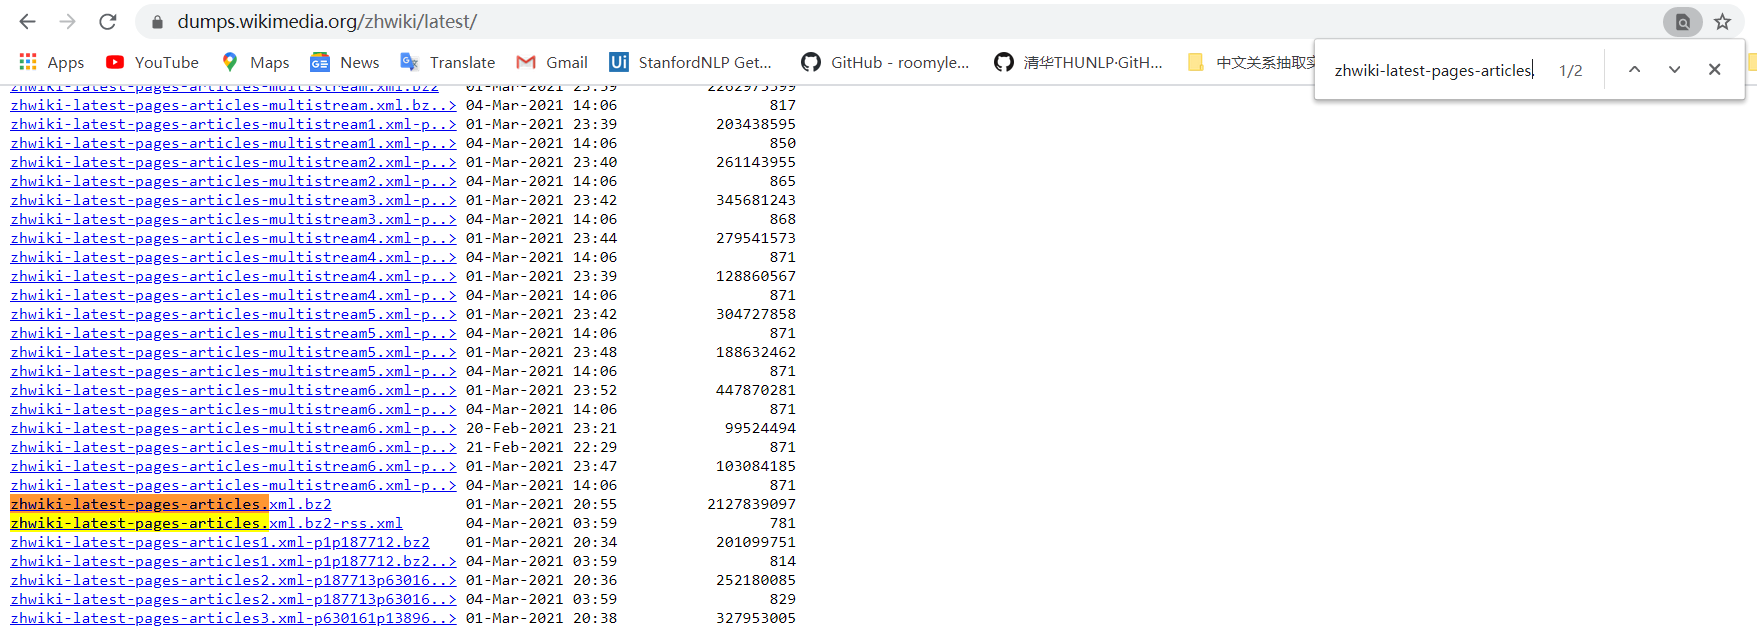 dumps.wikimedia.org/zhwiki/latest/
Apps YouTube Maps News Translate Gmail StanfordNLP Get... GitHub - roomyle... 清华THUNLP·GitH... 中文关系抽取实
zhwiki-latest-pages-articles. 1/2
zhwiki-latest-pages-articles-multistream.xml.bz2 01-Mar-2021 23:39 2262975399
zhwiki-latest-pages-articles-multistream.xml.bz..> 04-Mar-2021 14:06 817
zhwiki-latest-pages-articles-multistream1.xml-p..> 01-Mar-2021 23:39 203438595
zhwiki-latest-pages-articles-multistream1.xml-p..> 04-Mar-2021 14:06 850
zhwiki-latest-pages-articles-multistream2.xml-p..> 01-Mar-2021 23:40 261143955
zhwiki-latest-pages-articles-multistream2.xml-p..> 04-Mar-2021 14:06 865
zhwiki-latest-pages-articles-multistream3.xml-p..> 01-Mar-2021 23:42 345681243
zhwiki-latest-pages-articles-multistream3.xml-p..> 04-Mar-2021 14:06 868
zhwiki-latest-pages-articles-multistream4.xml-p..> 01-Mar-2021 23:44 279541573
zhwiki-latest-pages-articles-multistream4.xml-p..> 04-Mar-2021 14:06 871
zhwiki-latest-pages-articles-multistream4.xml-p..> 01-Mar-2021 23:39 128860567
zhwiki-latest-pages-articles-multistream4.xml-p..> 04-Mar-2021 14:06 871
zhwiki-latest-pages-articles-multistream5.xml-p..> 01-Mar-2021 23:42 304727858
zhwiki-latest-pages-articles-multistream5.xml-p..> 04-Mar-2021 14:06 871
zhwiki-latest-pages-articles-multistream5.xml-p..> 01-Mar-2021 23:48 188632462
zhwiki-latest-pages-articles-multistream5.xml-p..> 04-Mar-2021 14:06 871
zhwiki-latest-pages-articles-multistream6.xml-p..> 01-Mar-2021 23:52 447870281
zhwiki-latest-pages-articles-multistream6.xml-p..> 04-Mar-2021 14:06 871
zhwiki-latest-pages-articles-multistream6.xml-p..> 20-Feb-2021 23:21 99524494
zhwiki-latest-pages-articles-multistream6.xml-p..> 21-Feb-2021 22:29 871
zhwiki-latest-pages-articles-multistream6.xml-p..> 01-Mar-2021 23:47 103084185
zhwiki-latest-pages-articles-multistream6.xml-p..> 04-Mar-2021 14:06 871
zhwiki-latest-pages-articles.xml.bz2 01-Mar-2021 20:55 2127839097
zhwiki-latest-pages-articles.xml.bz2-rss.xml 04-Mar-2021 03:59 781
zhwiki-latest-pages-articles1.xml-p1p187712.bz2 01-Mar-2021 20:34 201099751
zhwiki-latest-pages-articles1.xml-p1p187712.bz2..> 04-Mar-2021 03:59 814
zhwiki-latest-pages-articles2.xml-p187713p63016..> 01-Mar-2021 20:36 252180085
zhwiki-latest-pages-articles2.xml-p187713p63016..> 04-Mar-2021 03:59 829
zhwiki-latest-pages-articles3.xml-p630161p13896..> 01-Mar-2021 20:38 327953005